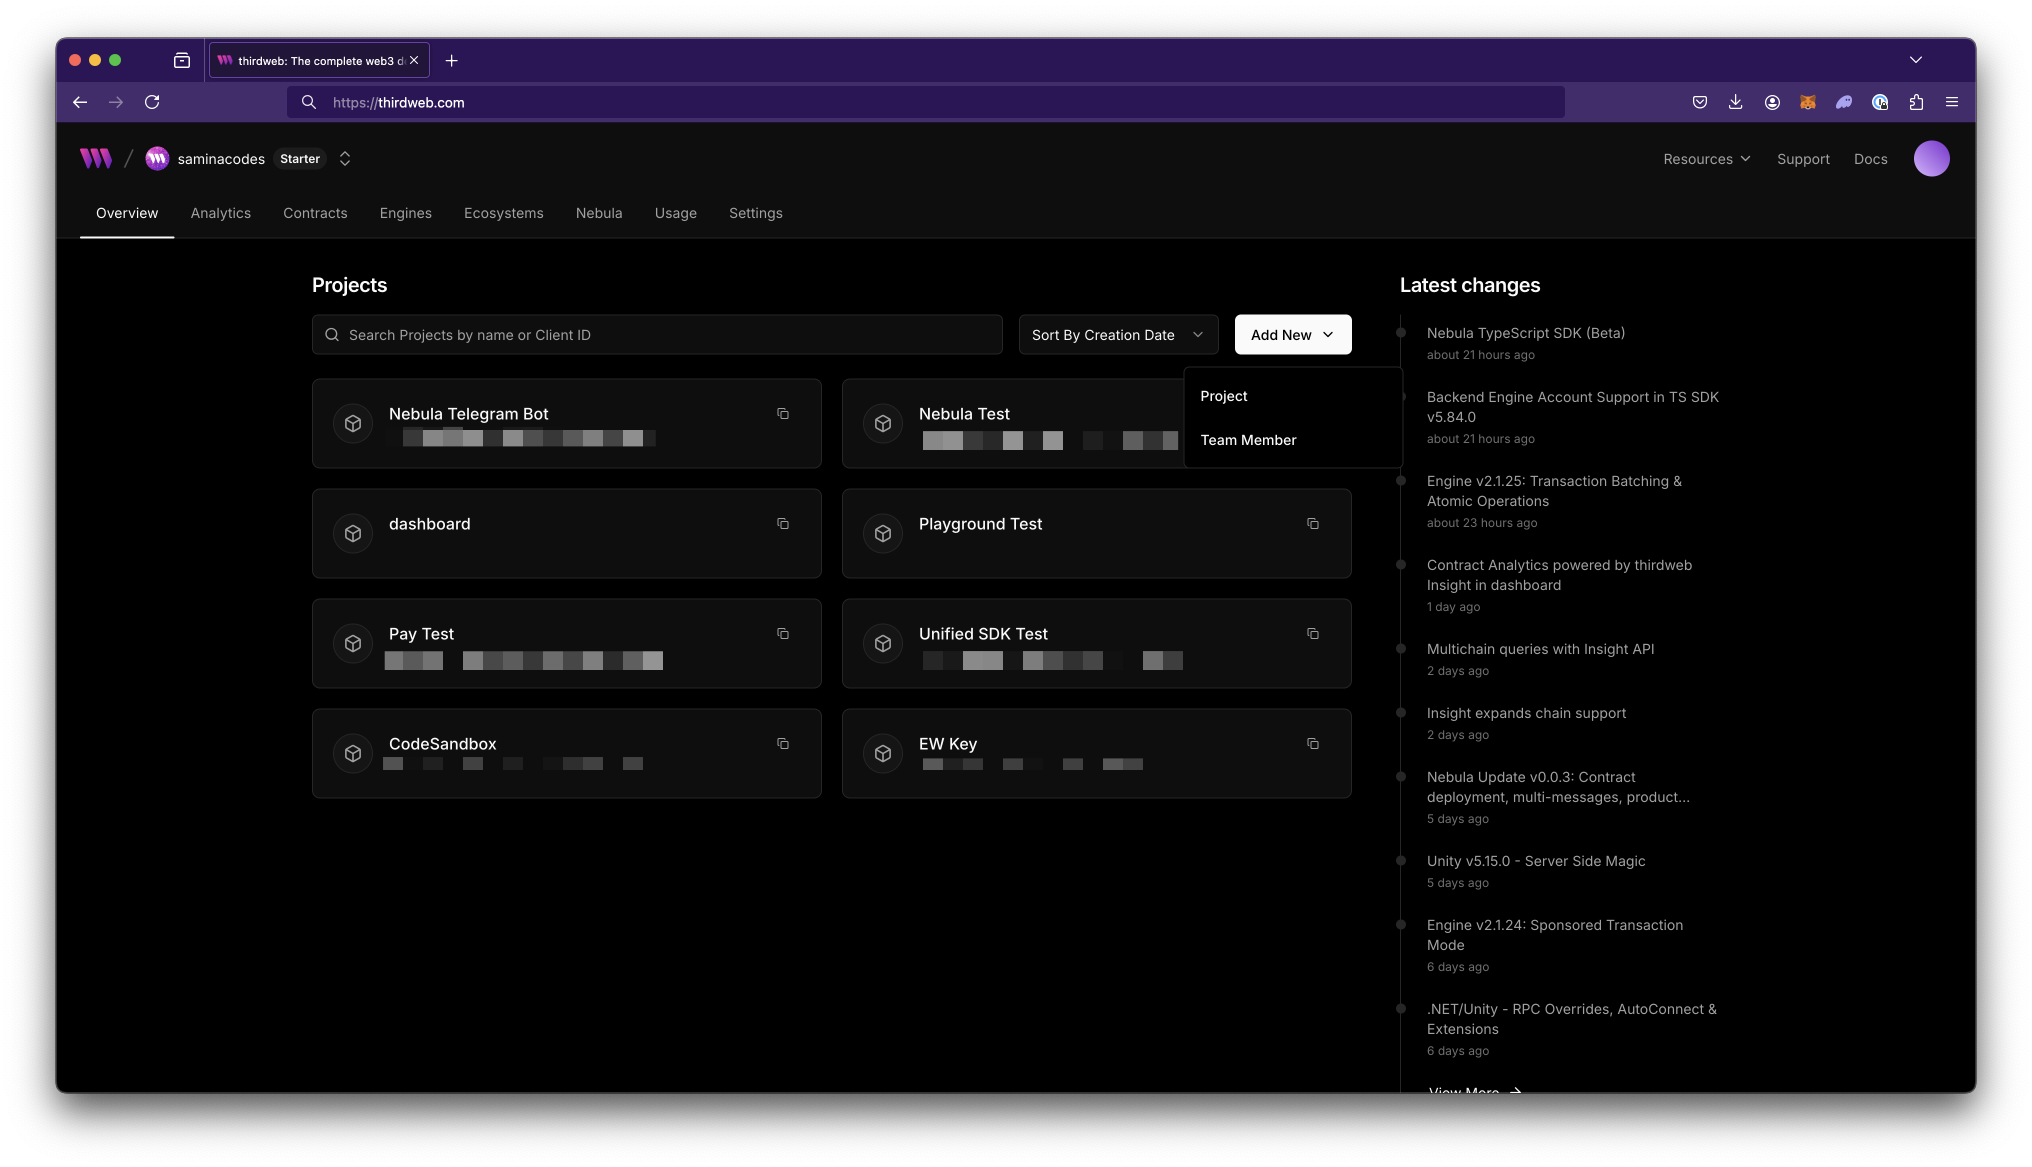 thirdweb: The complete web3 d
https://thirdweb.com
saminacodes
Starter
Resources
Support
Docs
Overview
Analytics
Contracts
Engines
Ecosystems
Nebula
Usage
Settings
Projects
Search Projects by name or Client ID
Sort By Creation Date
Add New
Project
Team Member
Nebula Telegram Bot
Nebula Test
dashboard
Playground Test
Pay Test
Unified SDK Test
CodeSandbox
EW Key
Latest changes
Nebula TypeScript SDK (Beta)
about 21 hours ago
Backend Engine Account Support in TS SDK
v5.84.0
about 21 hours ago
Engine v2.1.25: Transaction Batching &
Atomic Operations
about 23 hours ago
Contract Analytics powered by thirdweb
Insight in dashboard
1 day ago
Multichain queries with Insight API
2 days ago
Insight expands chain support
2 days ago
Nebula Update v0.0.3: Contract
deployment, multi-messages, product...
5 days ago
Unity v5.15.0 - Server Side Magic
5 days ago
Engine v2.1.24: Sponsored Transaction
Mode
6 days ago
.NET/Unity - RPC Overrides, AutoConnect &
Extensions
6 days ago
View More